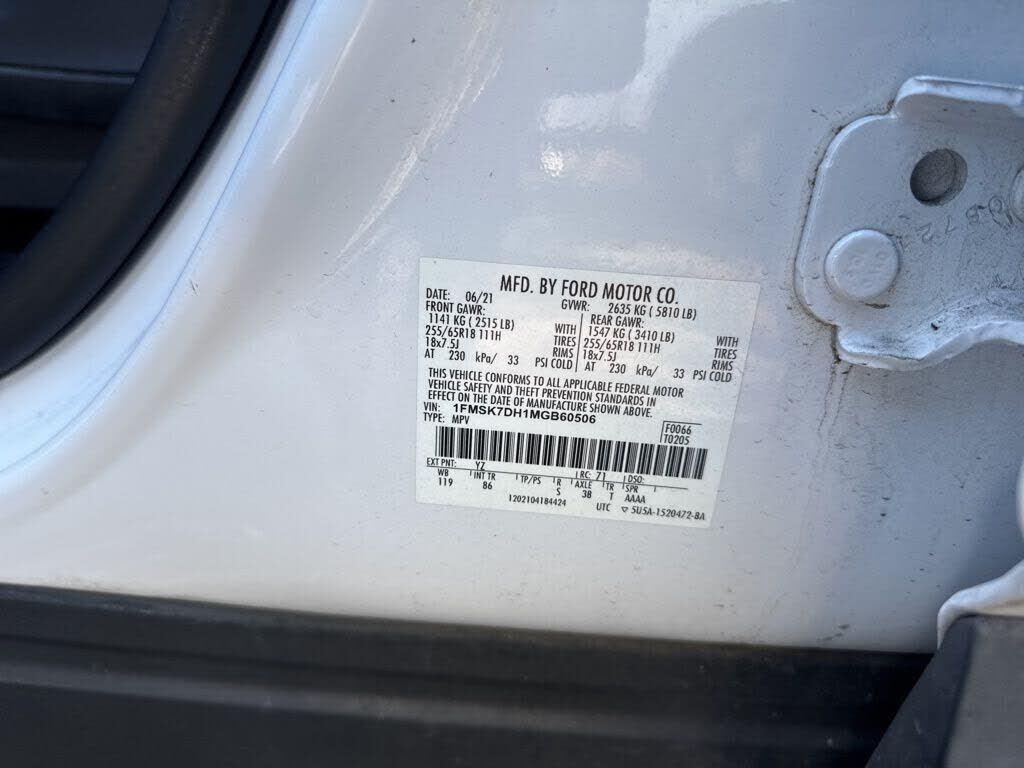 MFD. BY FORD MOTOR CO.
DATE: 06/21 GVWR: 2635 KG ( 5810 LB)
FRONT GAWR: REAR GAWR:
1141 KG ( 2515 LB) WITH 1547 KG ( 3410 LB) WITH
255/65R18 111H TIRES 255/65R18 111H TIRES
18x7.5J RIMS 18x7.5J RIMS
AT 230 kPa/ 33 PSI COLD AT 230 kPa/ 33 PSI COLD
THIS VEHICLE CONFORMS TO ALL APPLICABLE FEDERAL MOTOR
VEHICLE SAFETY AND THEFT PREVENTION STANDARDS IN
EFFECT ON THE DATE OF MANUFACTURE SHOWN ABOVE.
VIN: 1FMSK7DH1MGB60506 F0066
TYPE: MPV T0205
EXT PNT: YZ RC: 71 DSO:
WB INT TR TP/PS R AXLE TR SPR
119 86 S 3B T AAAA
1202104184424 UTC ▽ 5U5A-1520472-BA